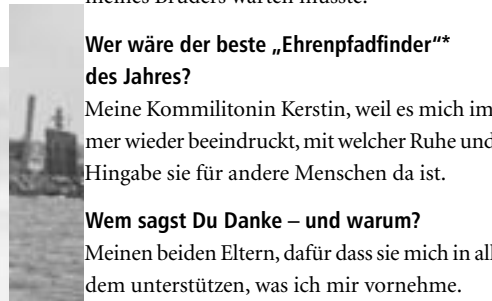 meines Bruders warten musste.
Wer wäre der beste „Ehrenpfadfinder“*
des Jahres?
Meine Kommilitonin Kerstin, weil es mich im
mer wieder beeindruckt, mit welcher Ruhe und
Hingabe sie für andere Menschen da ist.
Wem sagst Du Danke – und warum?
Meinen beiden Eltern, dafür dass sie mich in all
dem unterstützen, was ich mir vornehme.